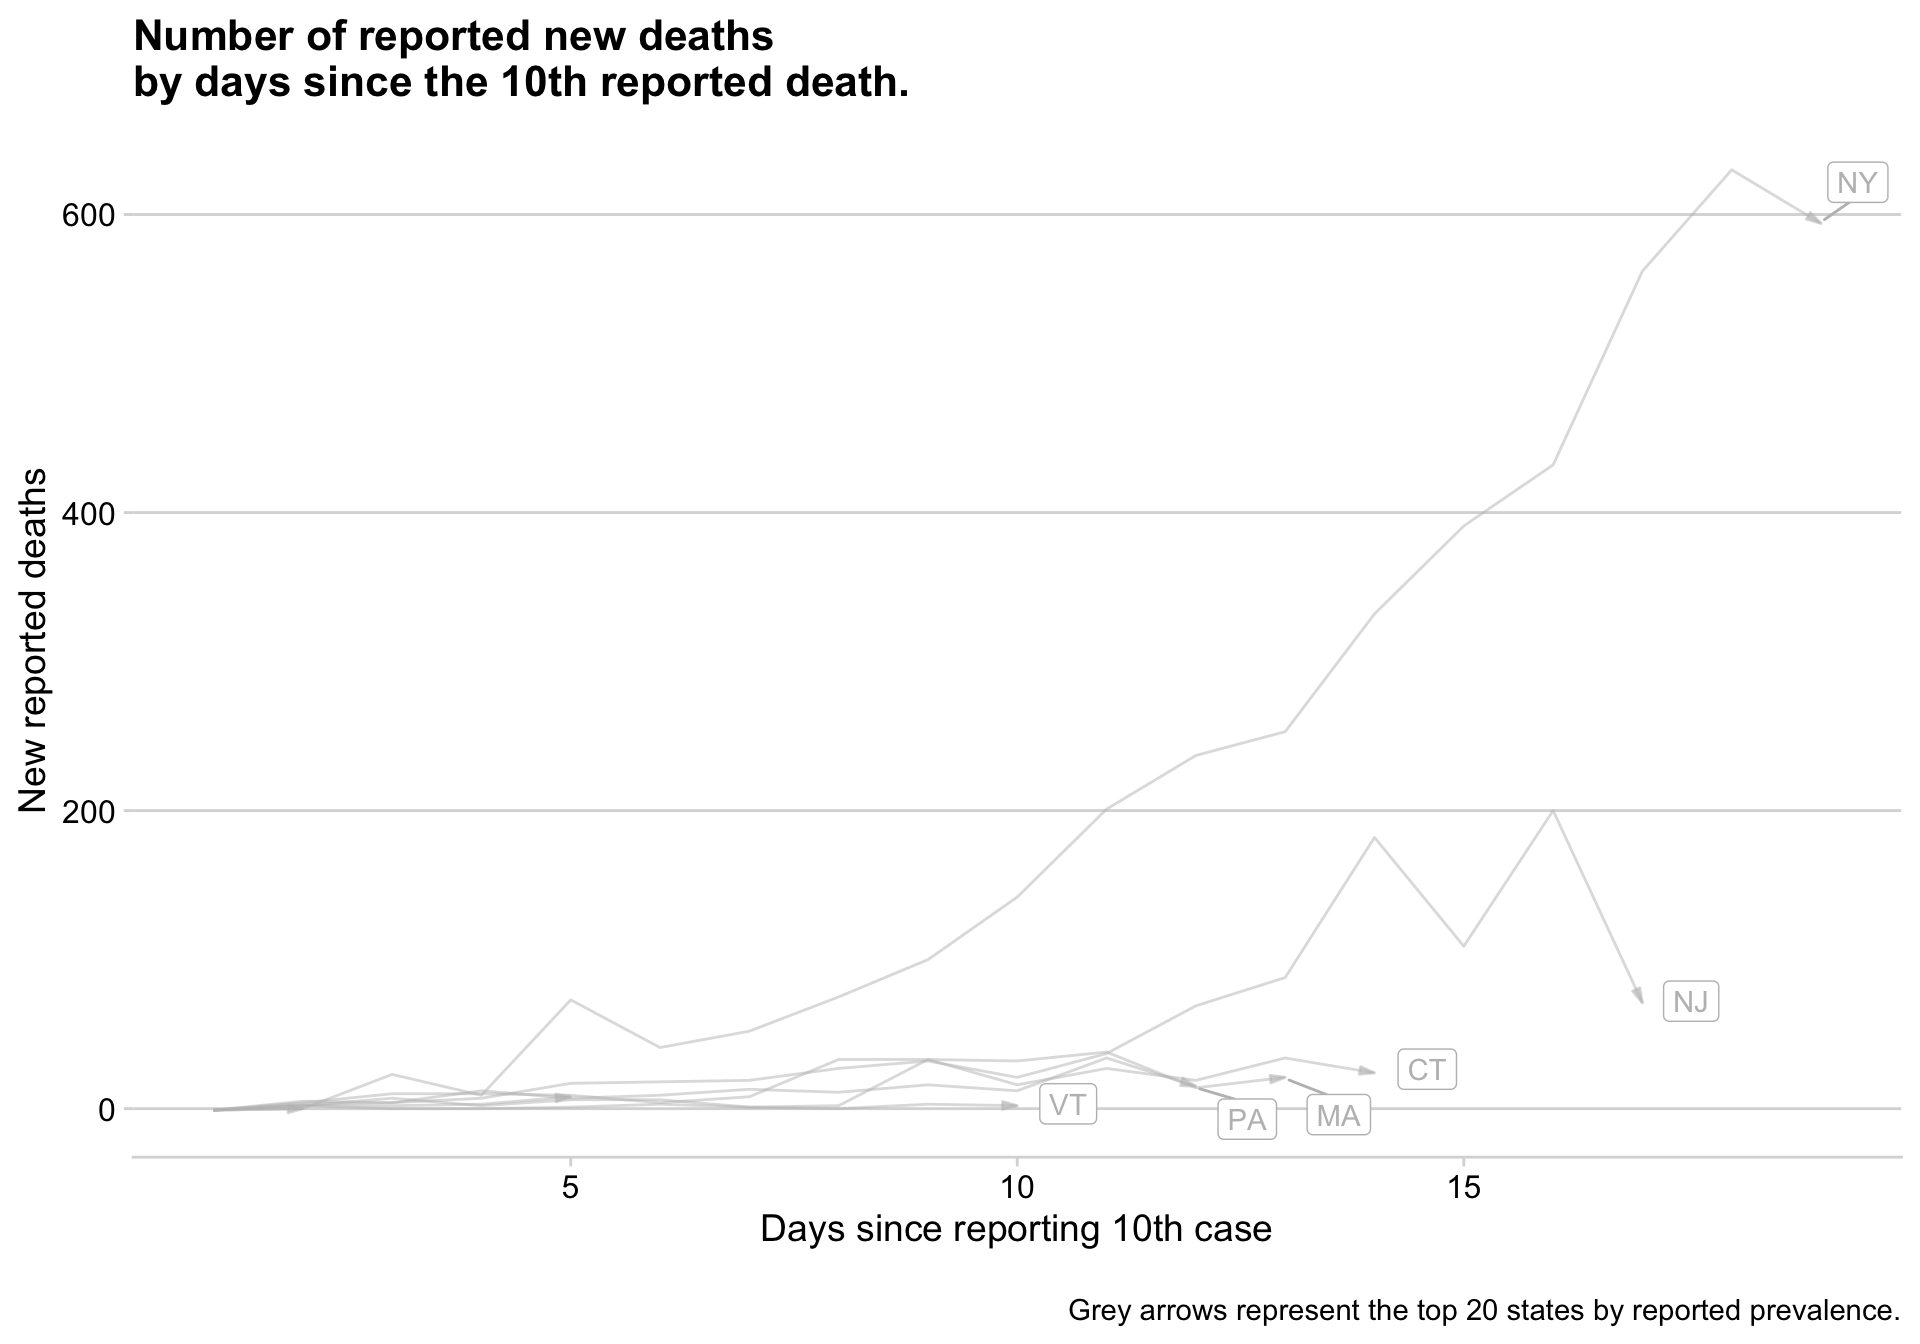 Number of reported new deaths
by days since the 10th reported death.
NY
600
400
New reported deaths
200
NJ
CT
VT
PA
MA
0
5
10
15
Days since reporting 10th case
Grey arrows represent the top 20 states by reported prevalence.